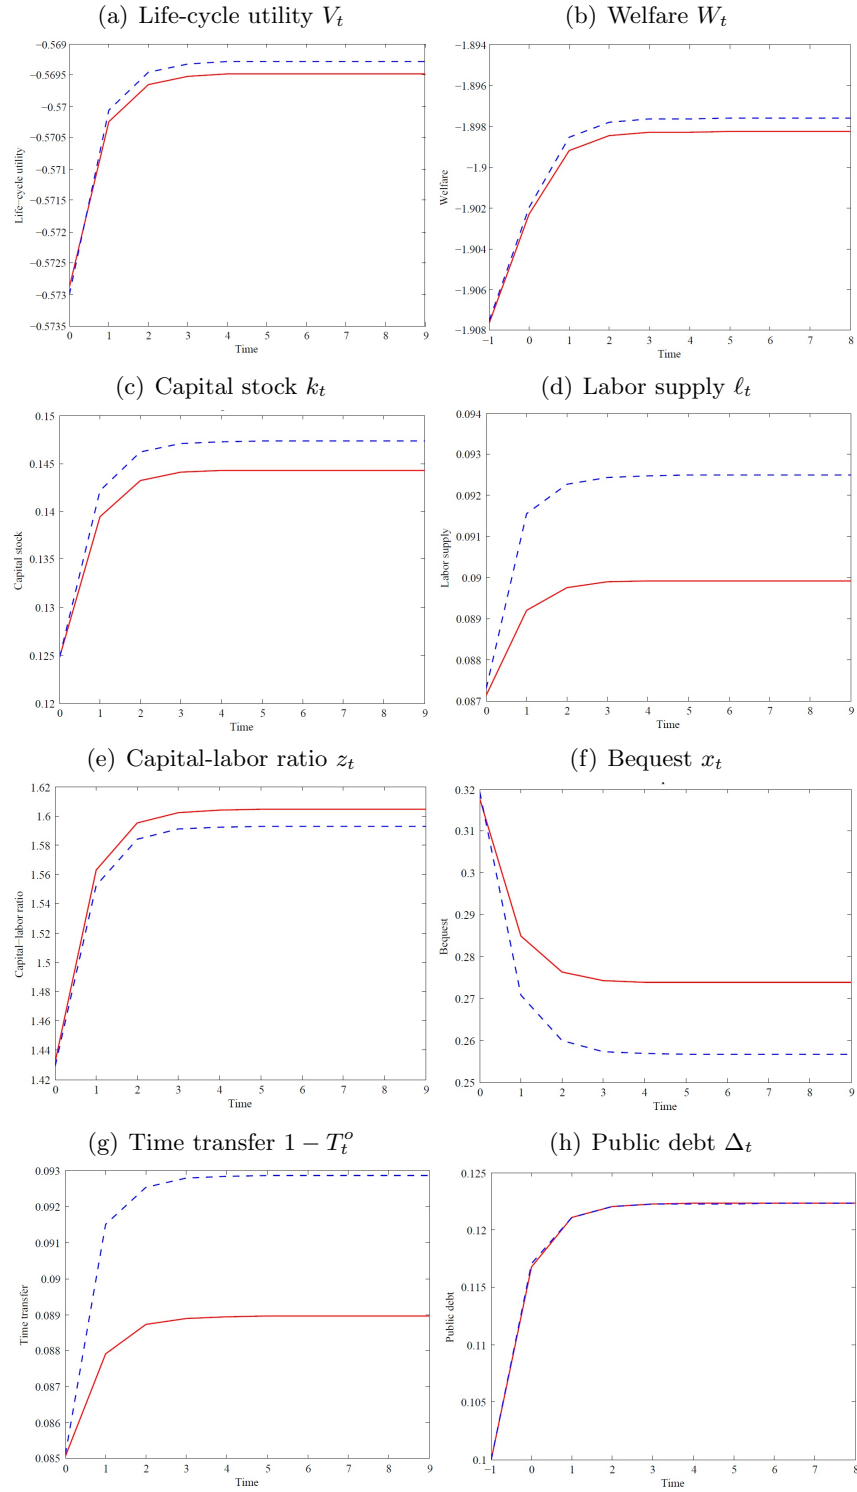 (a) Life-cycle utility V_t
−0.569
−0.5695
−0.57
−0.5705
−0.571
−0.5715
−0.572
−0.5725
−0.573
−0.5735
Life−cycle utility
0 1 2 3 4 5 6 7 8 9
Time
(b) Welfare W_t
−1.894
−1.896
−1.898
−1.9
−1.902
−1.904
−1.906
−1.908
Welfare
−1 0 1 2 3 4 5 6 7 8
Time
(c) Capital stock k_t
0.15
0.145
0.14
0.135
0.13
0.125
0.12
Capital stock
0 1 2 3 4 5 6 7 8 9
Time
(d) Labor supply ℓ_t
0.094
0.093
0.092
0.091
0.09
0.089
0.088
0.087
Labor supply
0 1 2 3 4 5 6 7 8 9
Time
(e) Capital-labor ratio z_t
1.62
1.6
1.58
1.56
1.54
1.52
1.5
1.48
1.46
1.44
1.42
Capital−labor ratio
0 1 2 3 4 5 6 7 8 9
Time
(f) Bequest x_t
0.32
0.31
0.3
0.29
0.28
0.27
0.26
0.25
Bequest
0 1 2 3 4 5 6 7 8 9
Time
(g) Time transfer 1 − T_t^o
0.093
0.092
0.091
0.09
0.089
0.088
0.087
0.086
0.085
Time transfer
0 1 2 3 4 5 6 7 8 9
Time
(h) Public debt Δ_t
0.125
0.12
0.115
0.11
0.105
0.1
Public debt
−1 0 1 2 3 4 5 6 7 8
Time